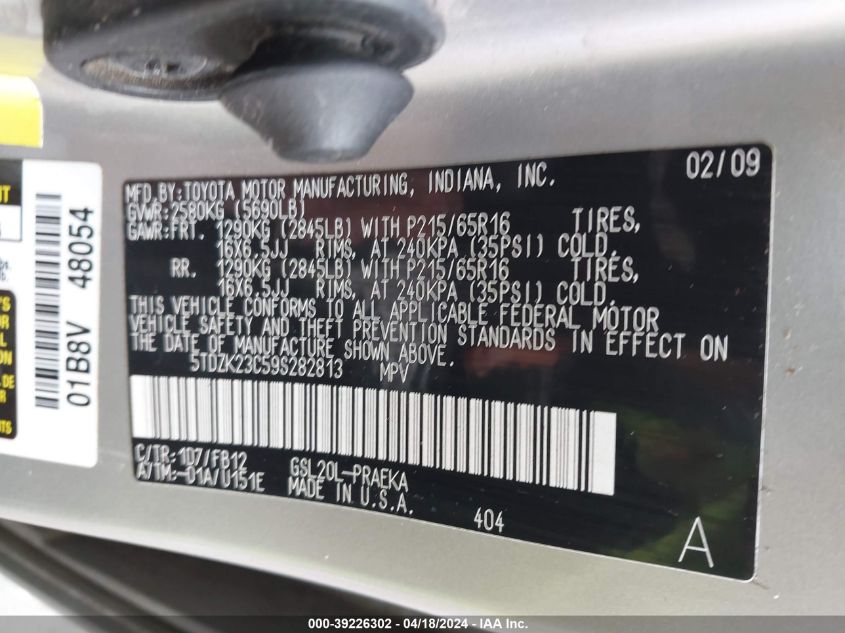 MFD.BY:TOYOTA MOTOR MANUFACTURING, INDIANA, INC. 02/09
GVWR:2580KG (5690LB)
GAWR:FRT. 1290KG (2845LB) WITH P215/65R16 TIRES,
16X6.5JJ RIMS, AT 240KPA (35PSI) COLD.
RR. 1290KG (2845LB) WITH P215/65R16 TIRES,
16X6.5JJ RIMS, AT 240KPA (35PSI) COLD.
THIS VEHICLE CONFORMS TO ALL APPLICABLE FEDERAL MOTOR
VEHICLE SAFETY AND THEFT PREVENTION STANDARDS IN EFFECT ON
THE DATE OF MANUFACTURE SHOWN ABOVE.
5TDZK23C59S282813 MPV
C/TR:1D7/FB12 GSL20L-PRAEKA
A/TM:-01A/U151E MADE IN U.S.A.
404
A
01B8V 48054
000-39226302 - 04/18/2024 - IAA Inc.